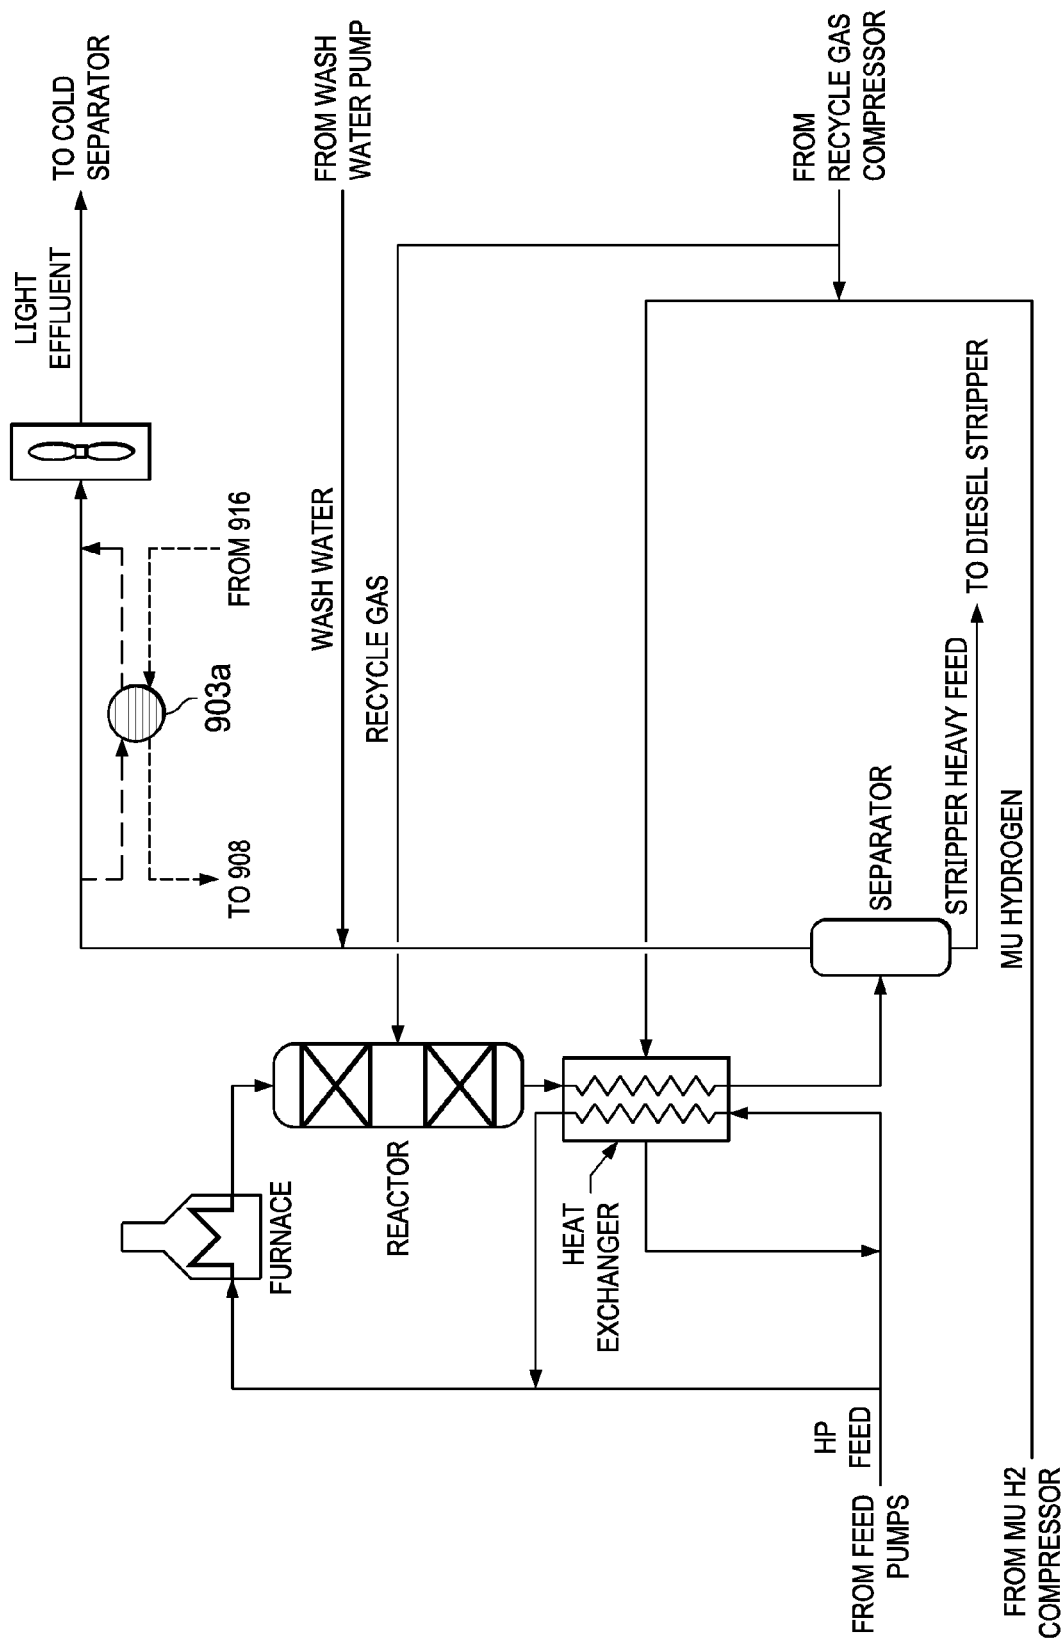 LIGHT
EFFLUENT
TO COLD
SEPARATOR
TO 908
903a
FROM 916
WASH WATER
FROM WASH
WATER PUMP
RECYCLE GAS
FROM
RECYCLE GAS
COMPRESSOR
FURNACE
REACTOR
HEAT
EXCHANGER
SEPARATOR
STRIPPER HEAVY FEED
TO DIESEL STRIPPER
HP
FEED
FROM FEED
PUMPS
MU HYDROGEN
FROM MU H2
COMPRESSOR